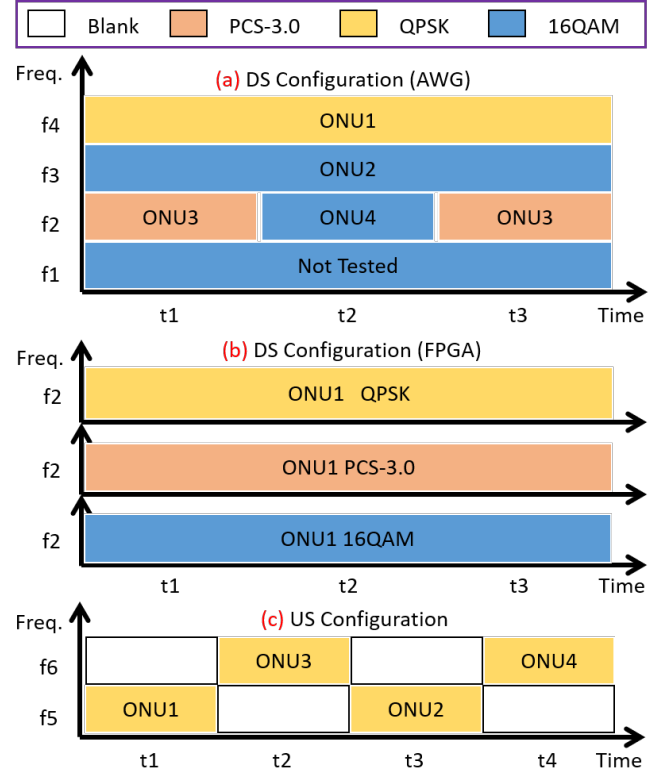 Blank PCS-3.0 QPSK 16QAM
Freq.
(a) DS Configuration (AWG)
f4 ONU1
f3 ONU2
f2 ONU3 ONU4 ONU3
f1 Not Tested
t1 t2 t3 Time
Freq.
(b) DS Configuration (FPGA)
f2 ONU1 QPSK
f2 ONU1 PCS-3.0
f2 ONU1 16QAM
t1 t2 t3 Time
Freq.
(c) US Configuration
f6 ONU3 ONU4
f5 ONU1 ONU2
t1 t2 t3 t4 Time